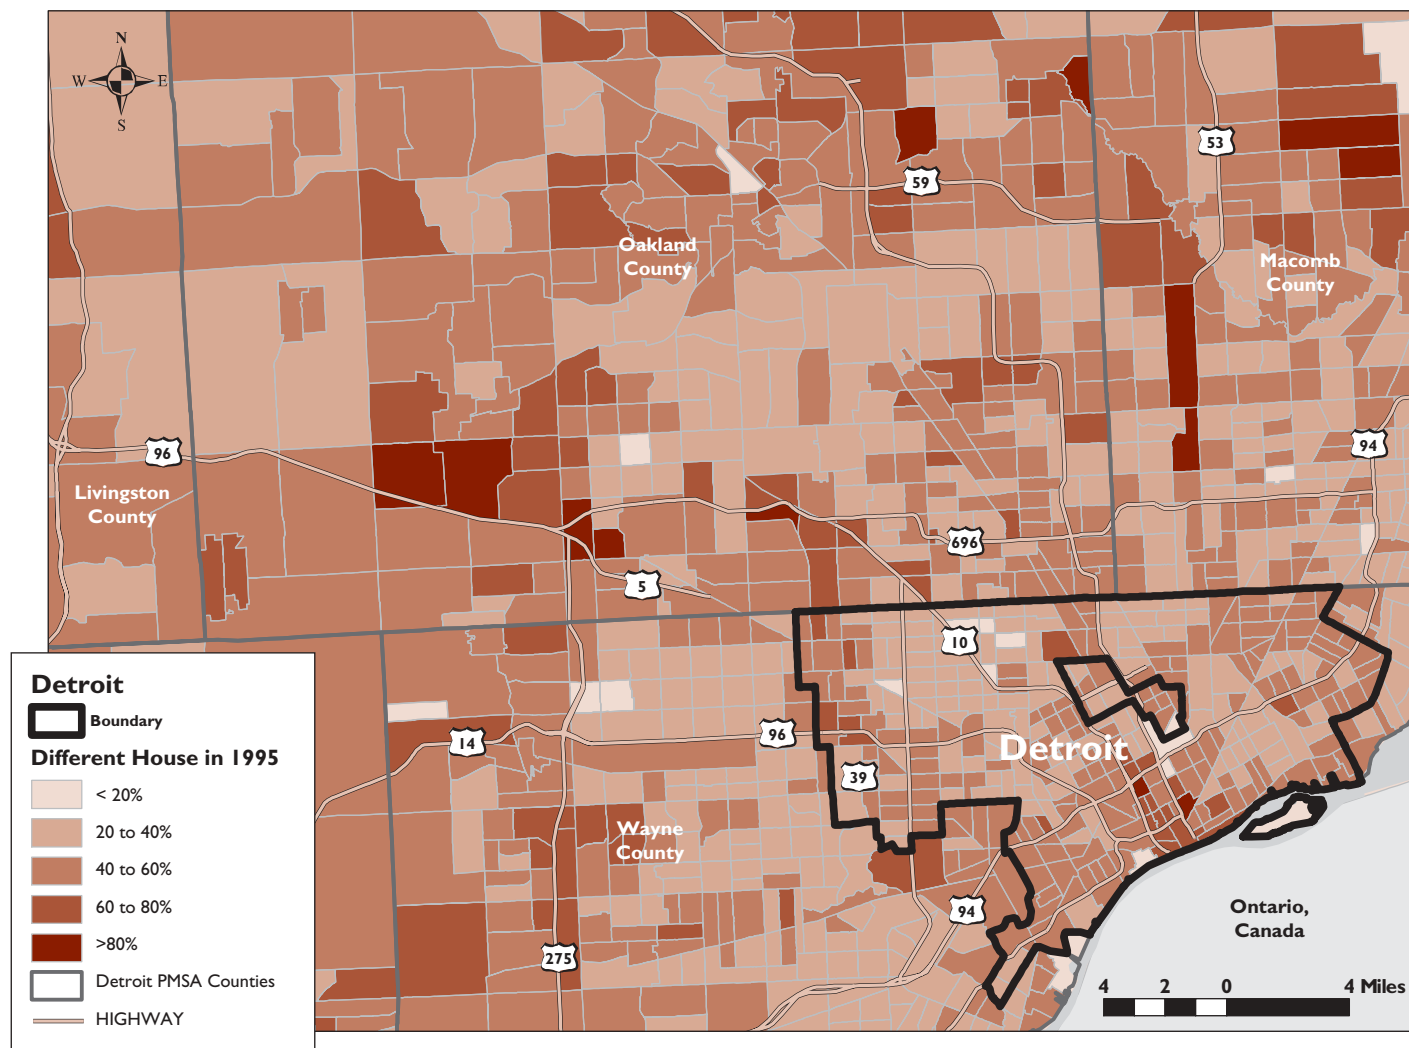 N
W E
S
53
59
Oakland
County
Macomb
County
96
94
Livingston
County
696
5
10
Detroit
Boundary
Different House in 1995
< 20%
20 to 40%
40 to 60%
60 to 80%
>80%
Detroit PMSA Counties
HIGHWAY
14
96
Detroit
39
Wayne
County
94
275
Ontario,
Canada
4 2 0 4 Miles